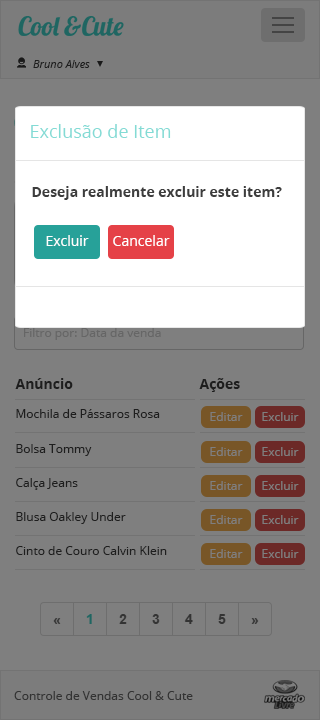 Cool & Cute
Bruno Alves ▼
Exclusão de Item
Deseja realmente excluir este item?
Excluir Cancelar
Filtro por: Data da venda
Anúncio Ações
Mochila de Pássaros Rosa Editar Excluir
Bolsa Tommy Editar Excluir
Calça Jeans Editar Excluir
Blusa Oakley Under Editar Excluir
Cinto de Couro Calvin Klein Editar Excluir
« 1 2 3 4 5 »
Controle de Vendas Cool & Cute
mercado
livre